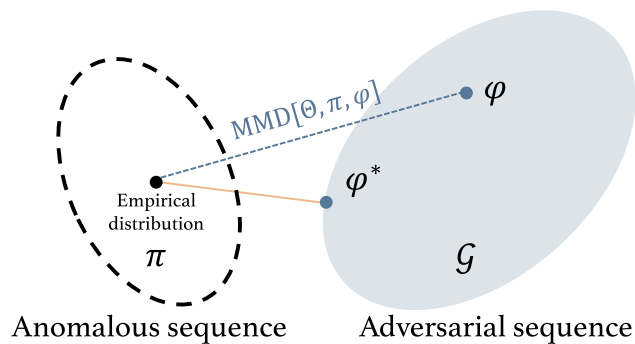 MMD[Θ, π, φ]
φ
φ*
Empirical
distribution
π
𝒢
Anomalous sequence
Adversarial sequence